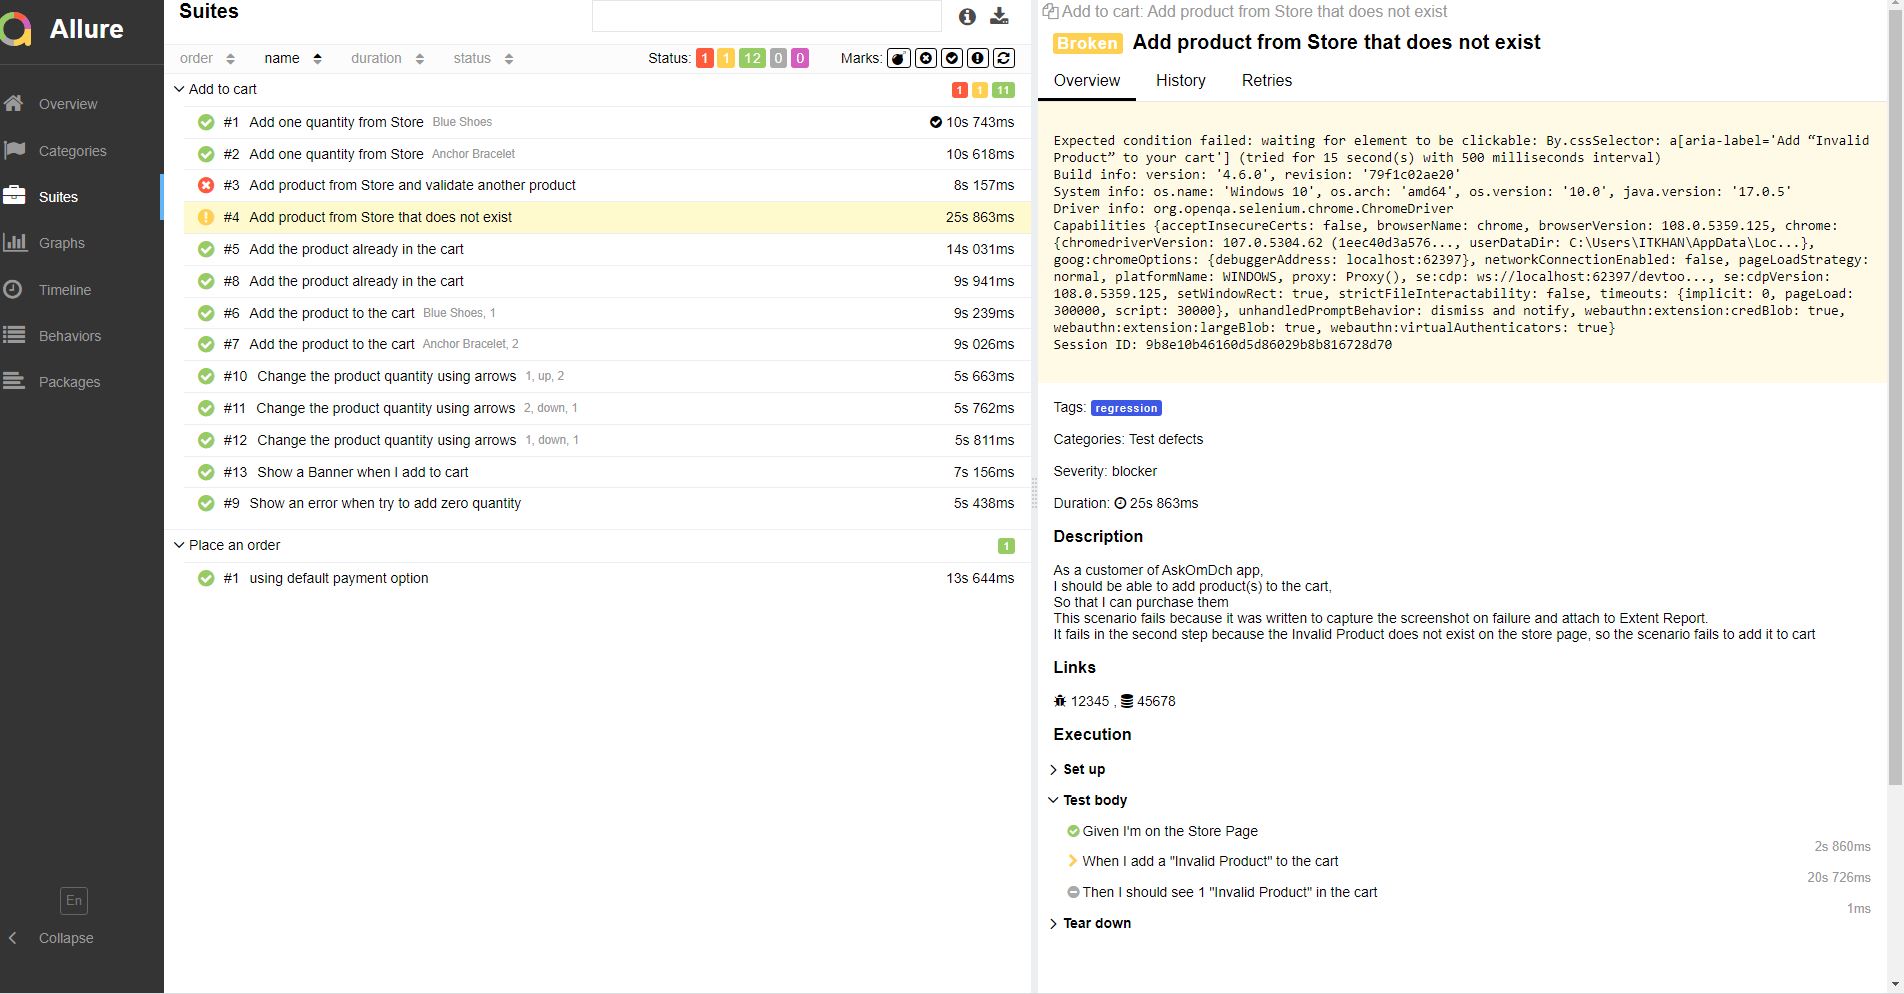 Allure
Overview
Categories
Suites
Graphs
Timeline
Behaviors
Packages
En
Collapse
Suites
order name duration status Status: 1 1 12 0 0 Marks:
Add to cart 1 1 11
#1 Add one quantity from Store Blue Shoes 10s 743ms
#2 Add one quantity from Store Anchor Bracelet 10s 618ms
#3 Add product from Store and validate another product 8s 157ms
#4 Add product from Store that does not exist 25s 863ms
#5 Add the product already in the cart 14s 031ms
#8 Add the product already in the cart 9s 941ms
#6 Add the product to the cart Blue Shoes, 1 9s 239ms
#7 Add the product to the cart Anchor Bracelet, 2 9s 026ms
#10 Change the product quantity using arrows 1, up, 2 5s 663ms
#11 Change the product quantity using arrows 2, down, 1 5s 762ms
#12 Change the product quantity using arrows 1, down, 1 5s 811ms
#13 Show a Banner when I add to cart 7s 156ms
#9 Show an error when try to add zero quantity 5s 438ms
Place an order 1
#1 using default payment option 13s 644ms
Add to cart: Add product from Store that does not exist
Broken Add product from Store that does not exist
Overview History Retries
Expected condition failed: waiting for element to be clickable: By.cssSelector: a[aria-label='Add “Invalid
Product” to your cart'] (tried for 15 second(s) with 500 milliseconds interval)
Build info: version: '4.6.0', revision: '79f1c02ae20'
System info: os.name: 'Windows 10', os.arch: 'amd64', os.version: '10.0', java.version: '17.0.5'
Driver info: org.openqa.selenium.chrome.ChromeDriver
Capabilities {acceptInsecureCerts: false, browserName: chrome, browserVersion: 108.0.5359.125, chrome:
{chromedriverVersion: 107.0.5304.62 (1eec40d3a576..., userDataDir: C:\Users\ITKHAN\AppData\Loc...},
goog:chromeOptions: {debuggerAddress: localhost:62397}, networkConnectionEnabled: false, pageLoadStrategy:
normal, platformName: WINDOWS, proxy: Proxy(), se:cdp: ws://localhost:62397/devtoo..., se:cdpVersion:
108.0.5359.125, setWindowRect: true, strictFileInteractability: false, timeouts: {implicit: 0, pageLoad:
300000, script: 30000}, unhandledPromptBehavior: dismiss and notify, webauthn:extension:credBlob: true,
webauthn:extension:largeBlob: true, webauthn:virtualAuthenticators: true}
Session ID: 9b8e10b46160d5d86029b8b816728d70
Tags: regression
Categories: Test defects
Severity: blocker
Duration: 25s 863ms
Description
As a customer of AskOmDch app,
I should be able to add product(s) to the cart,
So that I can purchase them
This scenario fails because it was written to capture the screenshot on failure and attach to Extent Report.
It fails in the second step because the Invalid Product does not exist on the store page, so the scenario fails to add it to cart
Links
12345 , 45678
Execution
Set up
Test body
Given I'm on the Store Page
2s 860ms
When I add a "Invalid Product" to the cart
20s 726ms
Then I should see 1 "Invalid Product" in the cart
1ms
Tear down